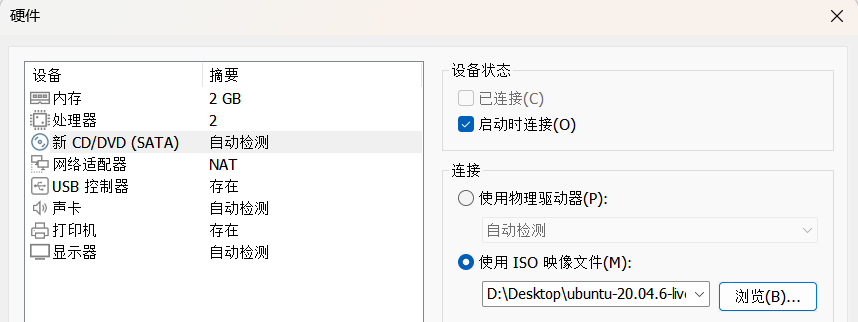 硬件
设备 摘要
内存 2 GB
处理器 2
新 CD/DVD (SATA) 自动检测
网络适配器 NAT
USB 控制器 存在
声卡 自动检测
打印机 存在
显示器 自动检测
设备状态
已连接(C)
启动时连接(O)
连接
使用物理驱动器(P):
自动检测
使用 ISO 映像文件(M):
D:\Desktop\ubuntu-20.04.6-live
浏览(B)...